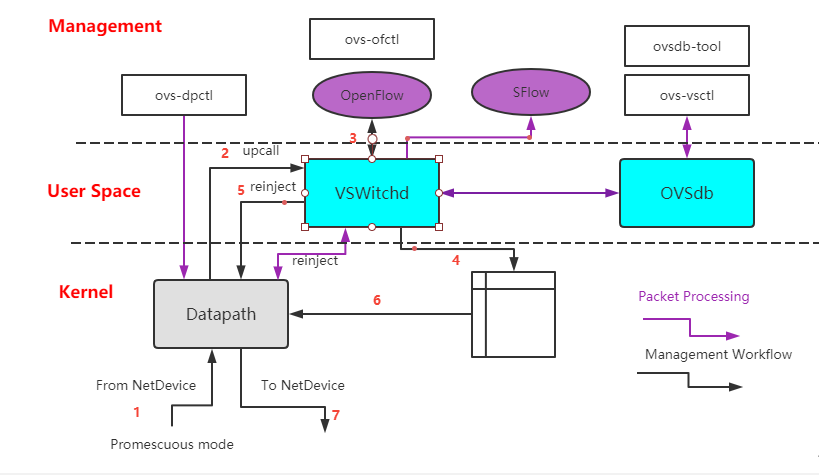 Management
ovs-ofctl
ovsdb-tool
ovs-dpctl
OpenFlow
SFlow
ovs-vsctl
3
2
upcall
User Space
5
reinject
VSWitchd
OVSdb
reinject
4
Kernel
6
Datapath
Packet Processing
Management Workflow
From NetDevice
To NetDevice
1
7
Promescuous mode